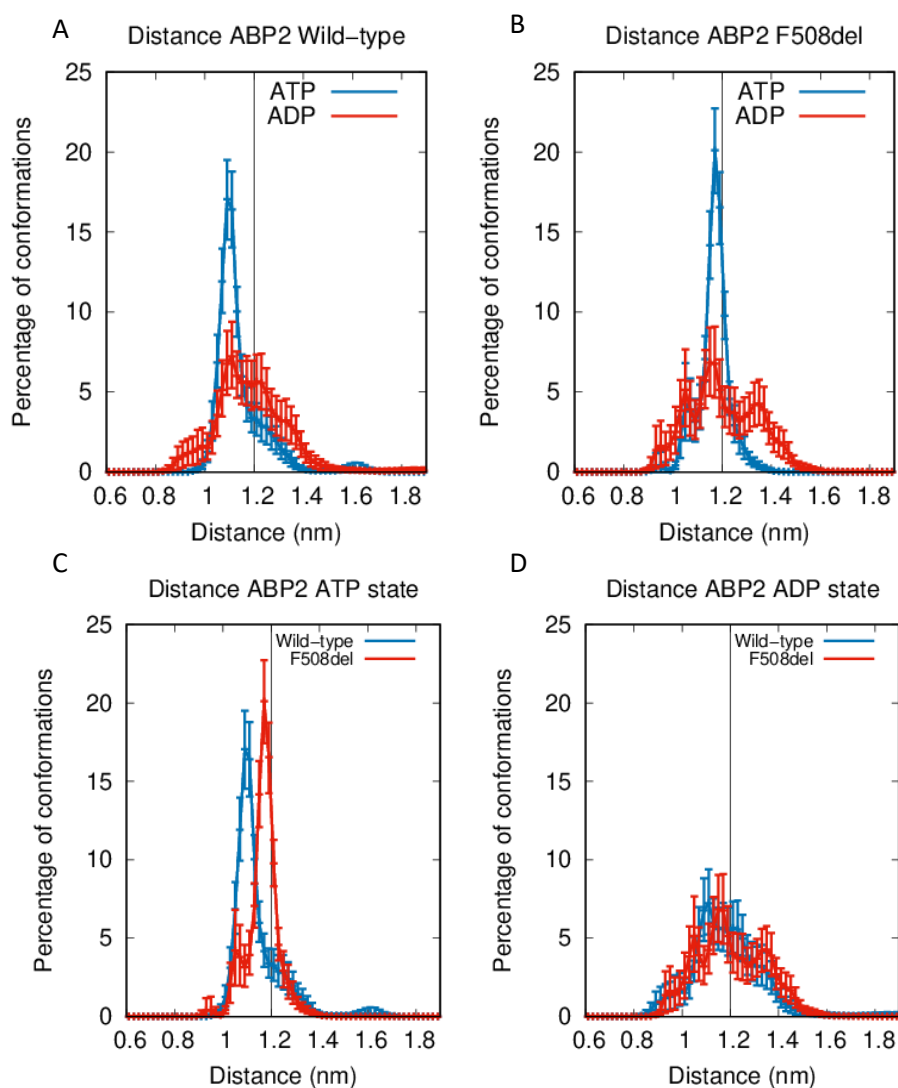 A
Distance ABP2 Wild−type
Percentage of conformations
25
20
15
10
5
0
ATP
ADP
0.6 0.8 1 1.2 1.4 1.6 1.8
Distance (nm)
B
Distance ABP2 F508del
Percentage of conformations
25
20
15
10
5
0
ATP
ADP
0.6 0.8 1 1.2 1.4 1.6 1.8
Distance (nm)
C
Distance ABP2 ATP state
Percentage of conformations
25
20
15
10
5
0
Wild−type
F508del
0.6 0.8 1 1.2 1.4 1.6 1.8
Distance (nm)
D
Distance ABP2 ADP state
Percentage of conformations
25
20
15
10
5
0
Wild−type
F508del
0.6 0.8 1 1.2 1.4 1.6 1.8
Distance (nm)